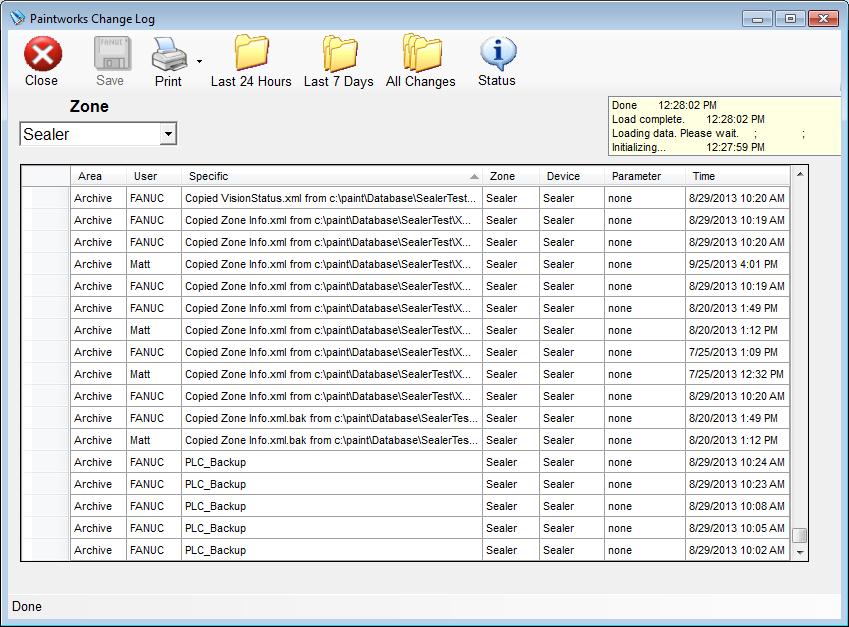 Paintworks Change Log
FANUC
Close Save Print Last 24 Hours Last 7 Days All Changes Status
Zone
Sealer
Done 12:28:02 PM
Load complete. 12:28:02 PM
Loading data. Please wait. ; ;
Initializing... 12:27:59 PM
Area User Specific Zone Device Parameter Time
Archive FANUC Copied VisionStatus.xml from c:\paint\Database\SealerTest... Sealer Sealer none 8/29/2013 10:20 AM
Archive FANUC Copied Zone Info.xml from c:\paint\Database\SealerTest\X... Sealer Sealer none 8/29/2013 10:19 AM
Archive FANUC Copied Zone Info.xml from c:\paint\Database\SealerTest\X... Sealer Sealer none 8/29/2013 10:20 AM
Archive Matt Copied Zone Info.xml from c:\paint\Database\SealerTest\X... Sealer Sealer none 9/25/2013 4:01 PM
Archive FANUC Copied Zone Info.xml from c:\paint\Database\SealerTest\X... Sealer Sealer none 8/29/2013 10:19 AM
Archive FANUC Copied Zone Info.xml from c:\paint\Database\SealerTest\X... Sealer Sealer none 8/20/2013 1:49 PM
Archive Matt Copied Zone Info.xml from c:\paint\Database\SealerTest\X... Sealer Sealer none 8/20/2013 1:12 PM
Archive FANUC Copied Zone Info.xml from c:\paint\Database\SealerTest\X... Sealer Sealer none 7/25/2013 1:09 PM
Archive Matt Copied Zone Info.xml from c:\paint\Database\SealerTest\X... Sealer Sealer none 7/25/2013 12:32 PM
Archive FANUC Copied Zone Info.xml from c:\paint\Database\SealerTest\X... Sealer Sealer none 8/29/2013 10:20 AM
Archive FANUC Copied Zone Info.xml.bak from c:\paint\Database\SealerTes... Sealer Sealer none 8/20/2013 1:49 PM
Archive Matt Copied Zone Info.xml.bak from c:\paint\Database\SealerTes... Sealer Sealer none 8/20/2013 1:12 PM
Archive FANUC PLC_Backup Sealer Sealer none 8/29/2013 10:24 AM
Archive FANUC PLC_Backup Sealer Sealer none 8/29/2013 10:23 AM
Archive FANUC PLC_Backup Sealer Sealer none 8/29/2013 10:08 AM
Archive FANUC PLC_Backup Sealer Sealer none 8/29/2013 10:05 AM
Archive FANUC PLC_Backup Sealer Sealer none 8/29/2013 10:02 AM
Done